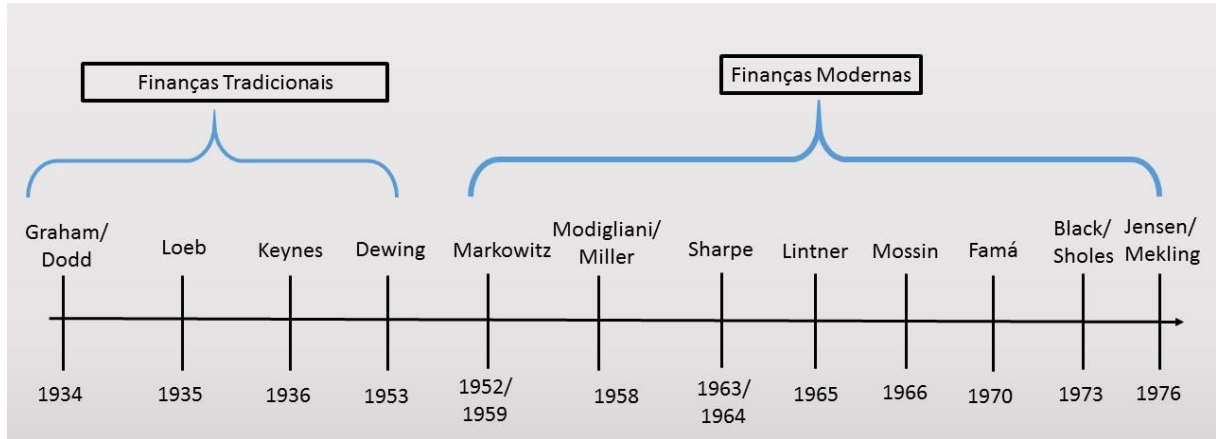 Finanças Tradicionais
Finanças Modernas
Graham/
Dodd
Loeb
Keynes
Dewing
Markowitz
Modigliani/
Miller
Sharpe
Lintner
Mossin
Famá
Black/
Sholes
Jensen/
Mekling
1934
1935
1936
1953
1952/
1959
1958
1963/
1964
1965
1966
1970
1973
1976